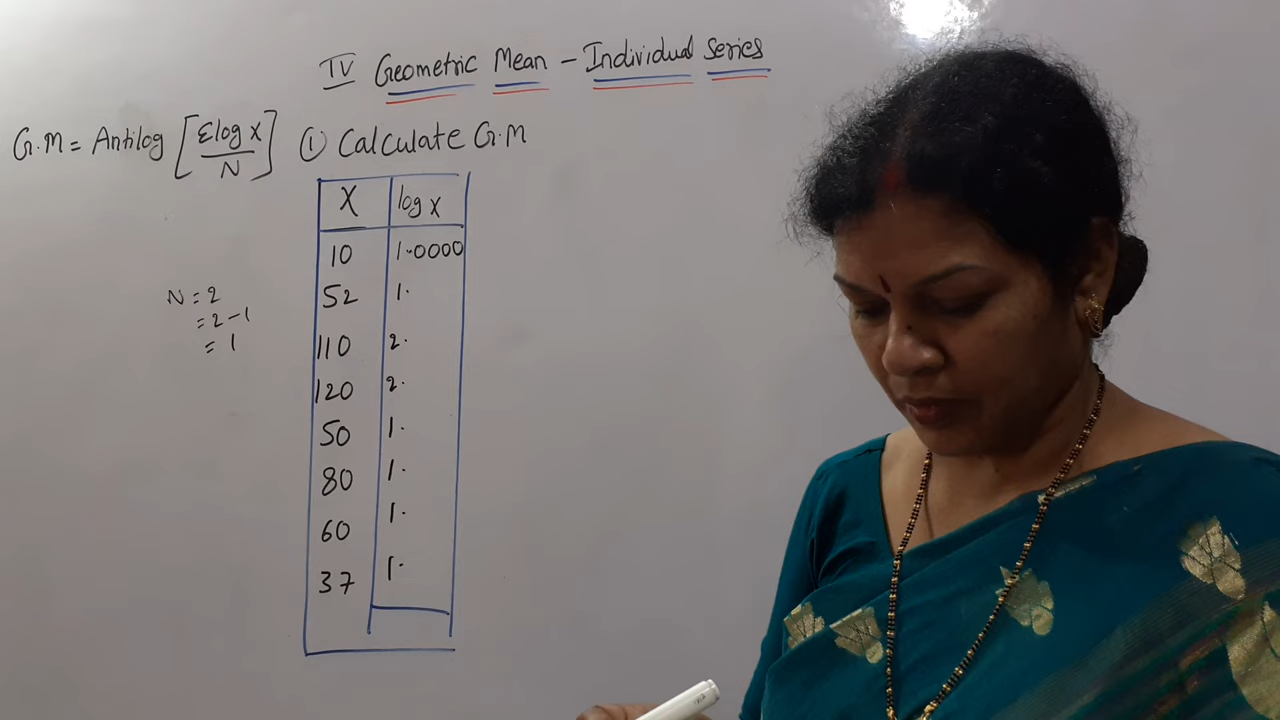 IV Geometric Mean - Individual Series
G.M = Antilog [Σlog X / N] ① Calculate G.M
X log X
10 1.0000
52 1.
110 2.
120 2.
50 1.
80 1.
60 1.
37 1.
N = 2
= 2 - 1
= 1